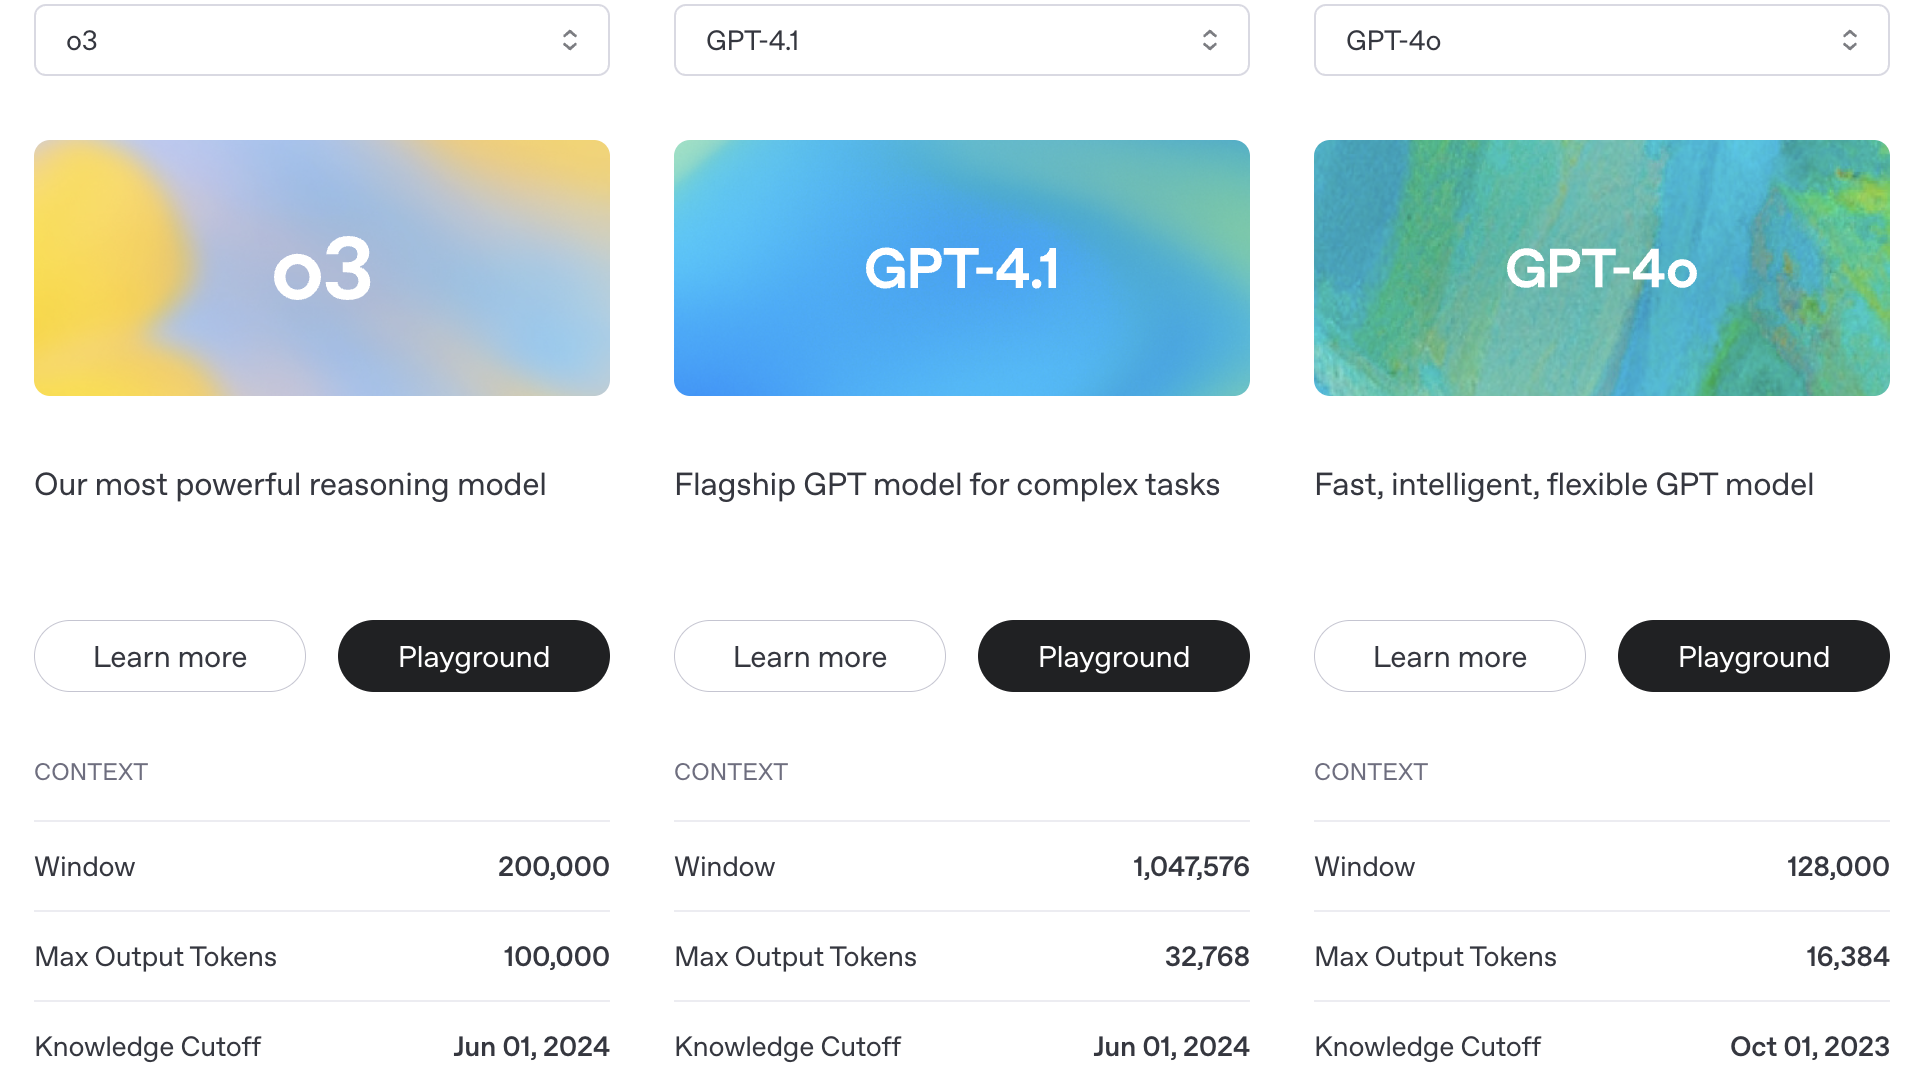 o3
GPT-4.1
GPT-4o
o3
GPT-4.1
GPT-4o
Our most powerful reasoning model
Flagship GPT model for complex tasks
Fast, intelligent, flexible GPT model
Learn more
Playground
Learn more
Playground
Learn more
Playground
CONTEXT
CONTEXT
CONTEXT
Window 200,000
Window 1,047,576
Window 128,000
Max Output Tokens 100,000
Max Output Tokens 32,768
Max Output Tokens 16,384
Knowledge Cutoff Jun 01, 2024
Knowledge Cutoff Jun 01, 2024
Knowledge Cutoff Oct 01, 2023